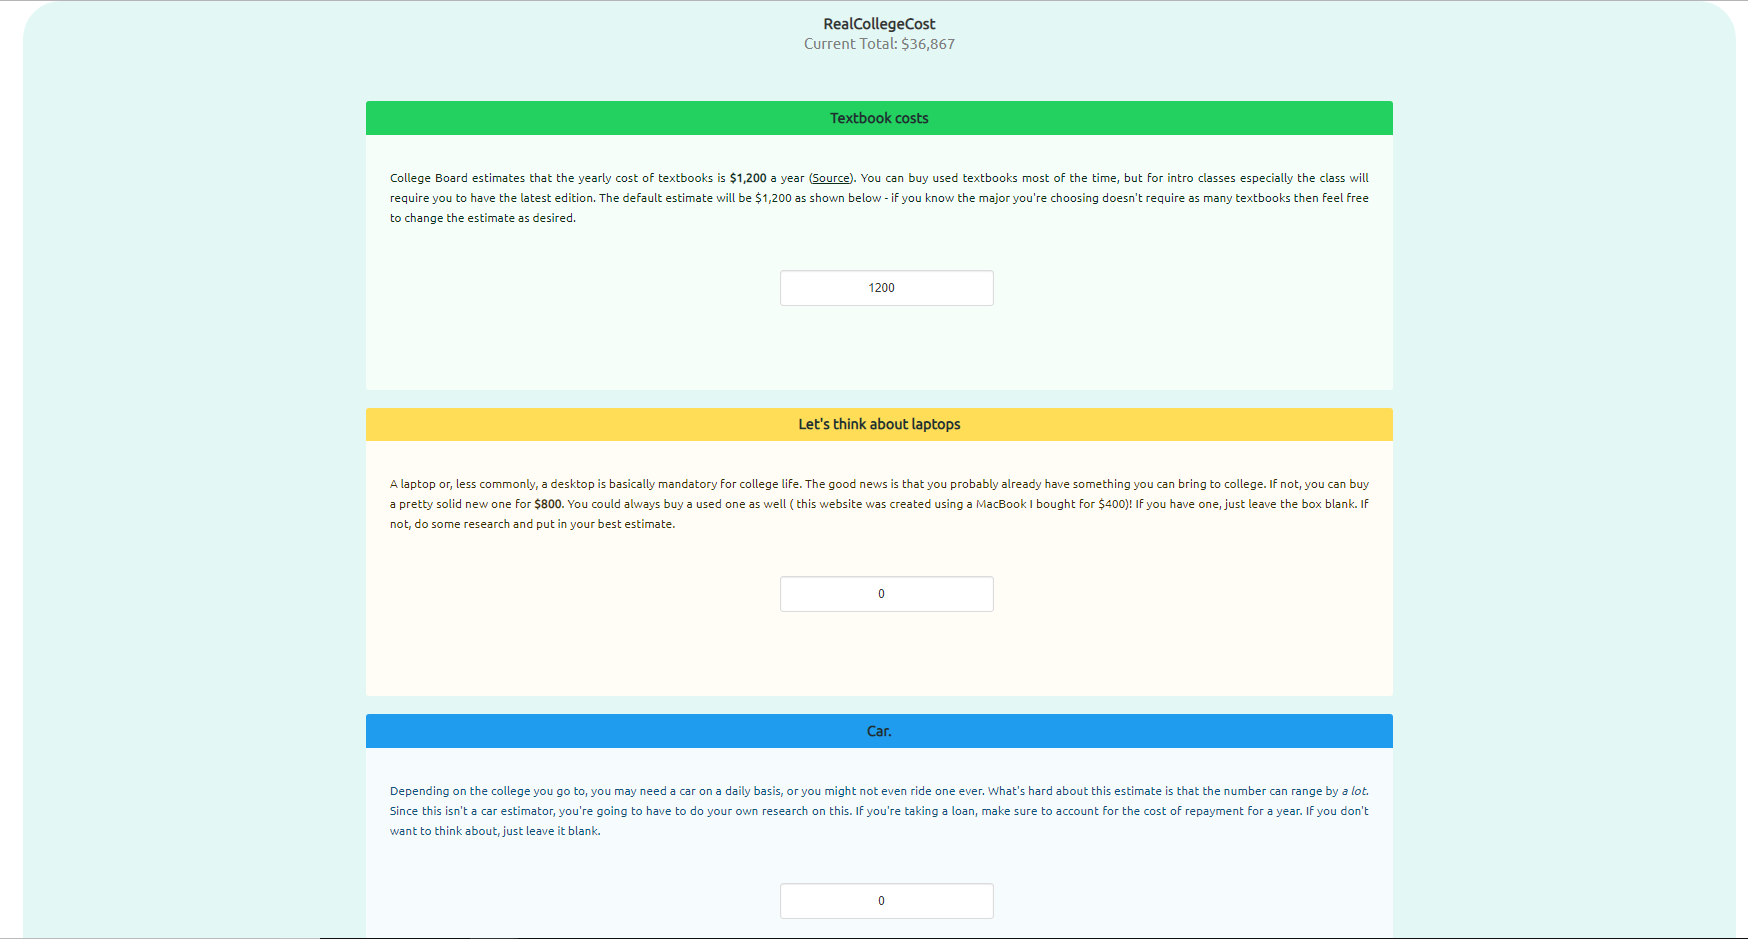 RealCollegeCost
Current Total: $36,867
Textbook costs
College Board estimates that the yearly cost of textbooks is $1,200 a year (Source). You can buy used textbooks most of the time, but for intro classes especially the class will
require you to have the latest edition. The default estimate will be $1,200 as shown below - if you know the major you're choosing doesn't require as many textbooks then feel free
to change the estimate as desired.
1200
Let's think about laptops
A laptop or, less commonly, a desktop is basically mandatory for college life. The good news is that you probably already have something you can bring to college. If not, you can buy
a pretty solid new one for $800. You could always buy a used one as well ( this website was created using a MacBook I bought for $400)! If you have one, just leave the box blank. If
not, do some research and put in your best estimate.
0
Car.
Depending on the college you go to, you may need a car on a daily basis, or you might not even ride one ever. What's hard about this estimate is that the number can range by a lot.
Since this isn't a car estimator, you're going to have to do your own research on this. If you're taking a loan, make sure to account for the cost of repayment for a year. If you don't
want to think about, just leave it blank.
0